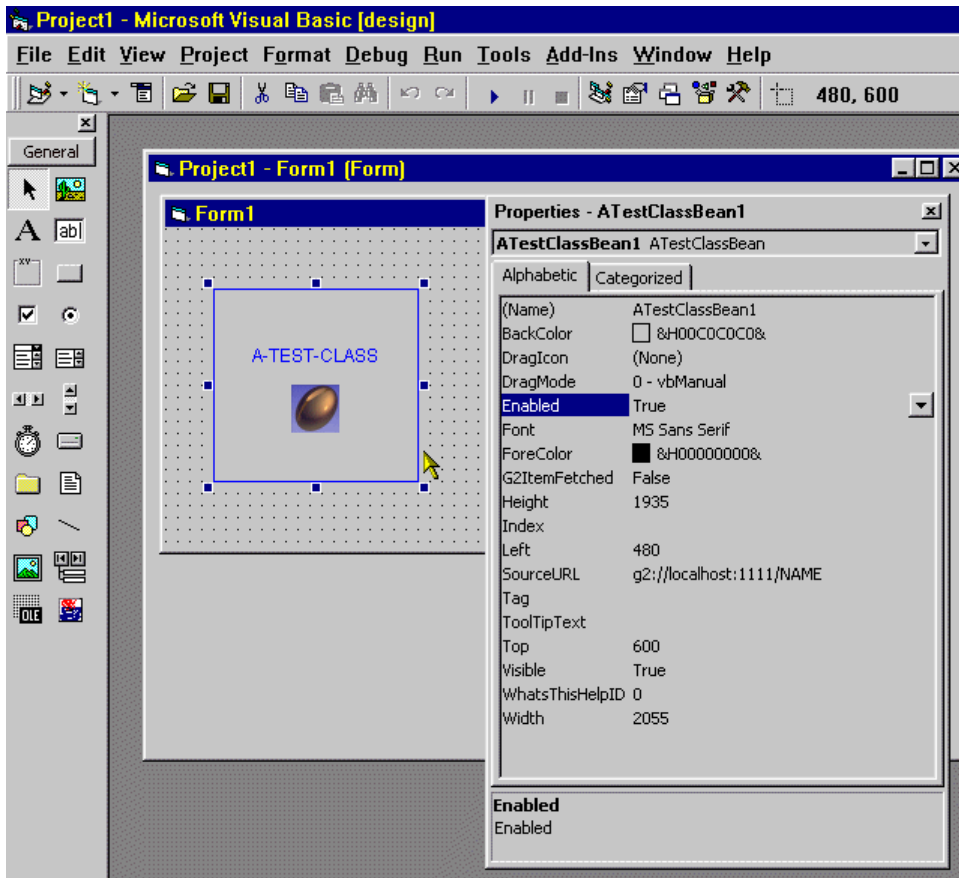 Project1 - Microsoft Visual Basic [design]
File Edit View Project Format Debug Run Tools Add-Ins Window Help
480, 600
General
Project1 - Form1 (Form)
Form1
A-TEST-CLASS
A
ab|
XY
OLE
Properties - ATestClassBean1
ATestClassBean1 ATestClassBean
Alphabetic Categorized
(Name) ATestClassBean1
BackColor &H00C0C0C0&
DragIcon (None)
DragMode 0 - vbManual
Enabled True
Font MS Sans Serif
ForeColor &H00000000&
G2ItemFetched False
Height 1935
Index
Left 480
SourceURL g2://localhost:1111/NAME
Tag
ToolTipText
Top 600
Visible True
WhatsThisHelpID 0
Width 2055
Enabled
Enabled